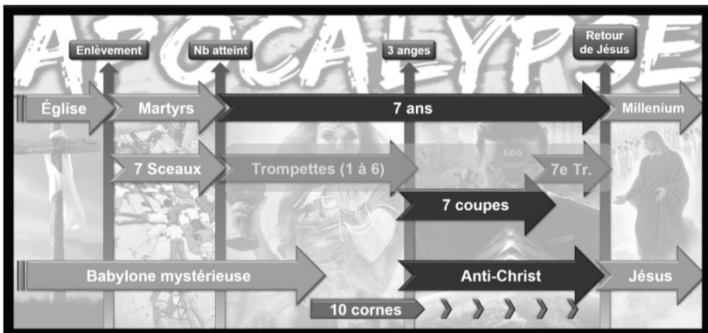 APOCALYPSE
Enlèvement
Nb atteint
3 anges
Retour
de Jésus
Église
Martyrs
7 ans
Millenium
7 Sceaux
Trompettes (1 à 6)
666
7e Tr.
7 coupes
Babylone mystérieuse
Anti-Christ
Jésus
10 cornes